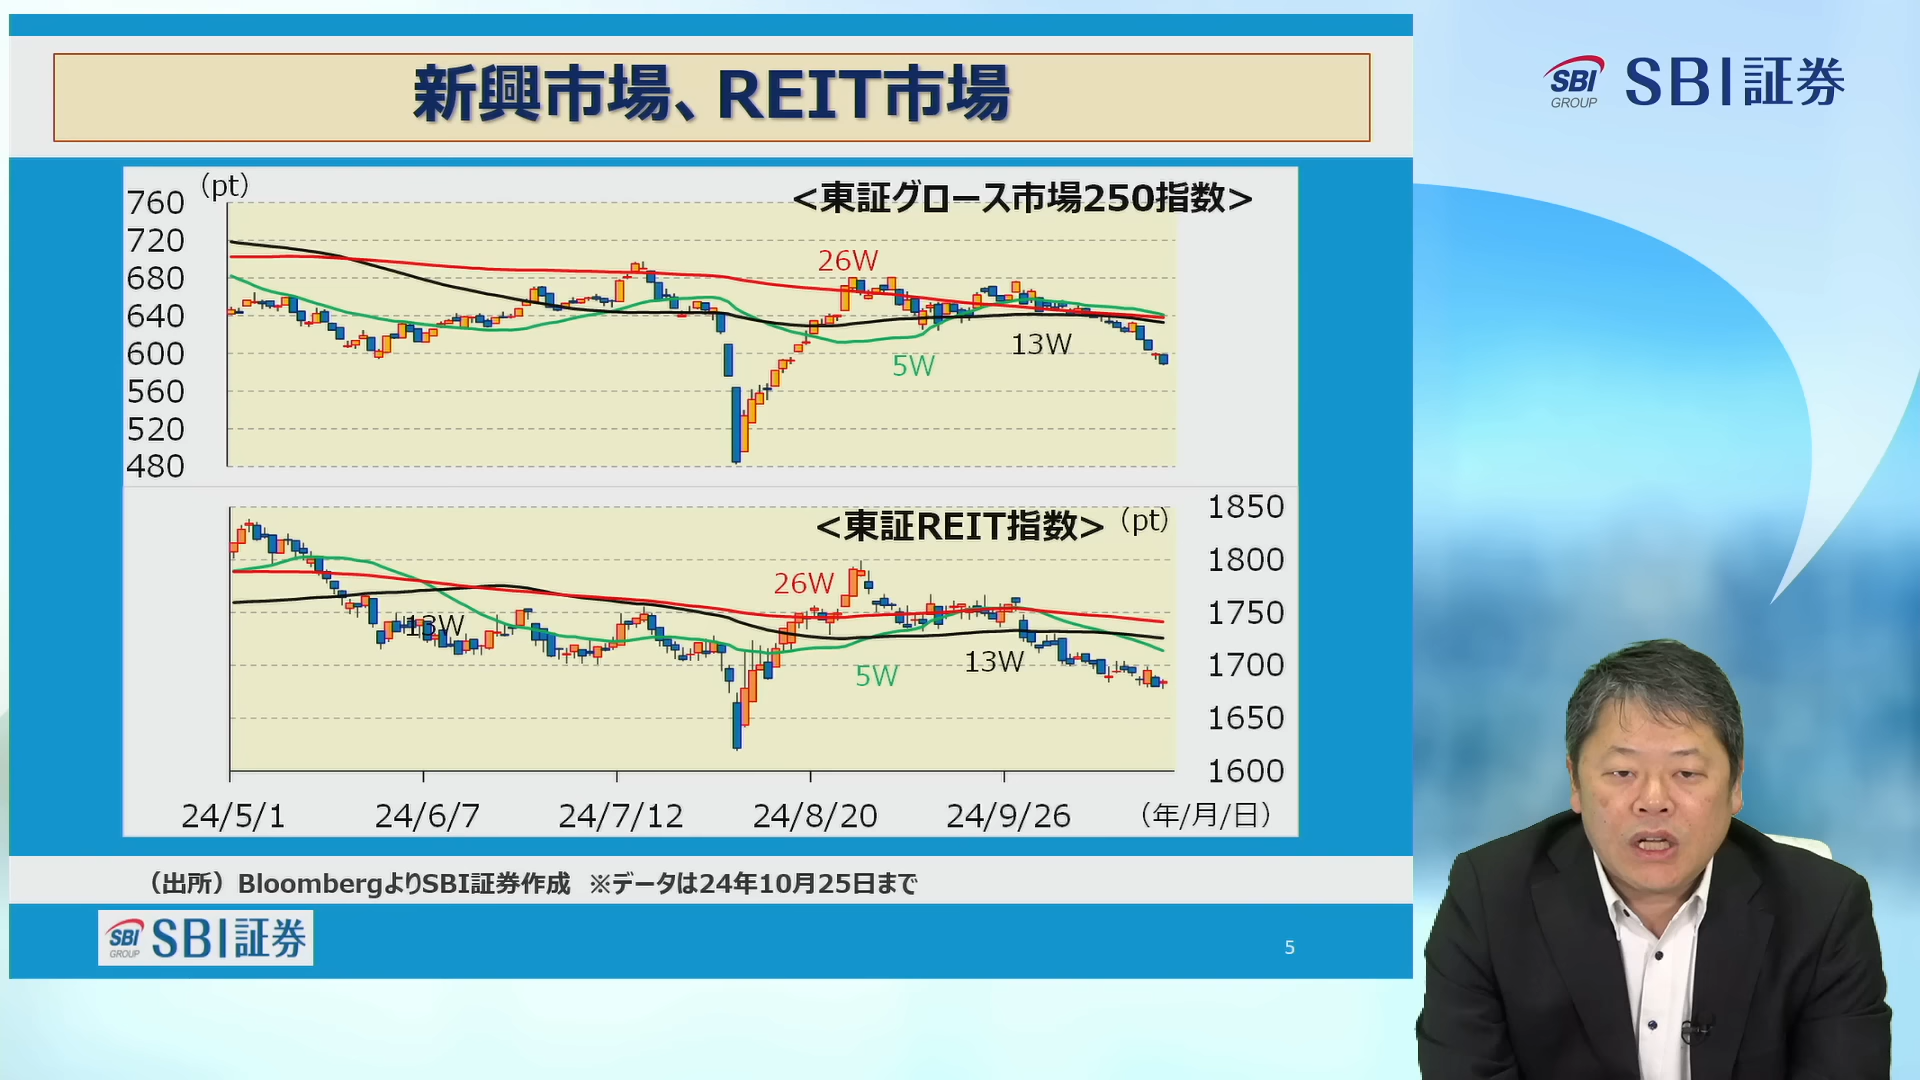 新興市場、REIT市場
SBI
GROUP
SBI証券
(pt)
<東証グロース市場250指数>
760
720
680
640
600
560
520
480
26W
13W
5W
<東証REIT指数>
(pt)
1850
1800
1750
1700
1650
1600
26W
13W
13W
5W
24/5/1
24/6/7
24/7/12
24/8/20
24/9/26
(年/月/日)
（出所）BloombergよりSBI証券作成 ※データは24年10月25日まで
SBI
GROUP
SBI証券
5